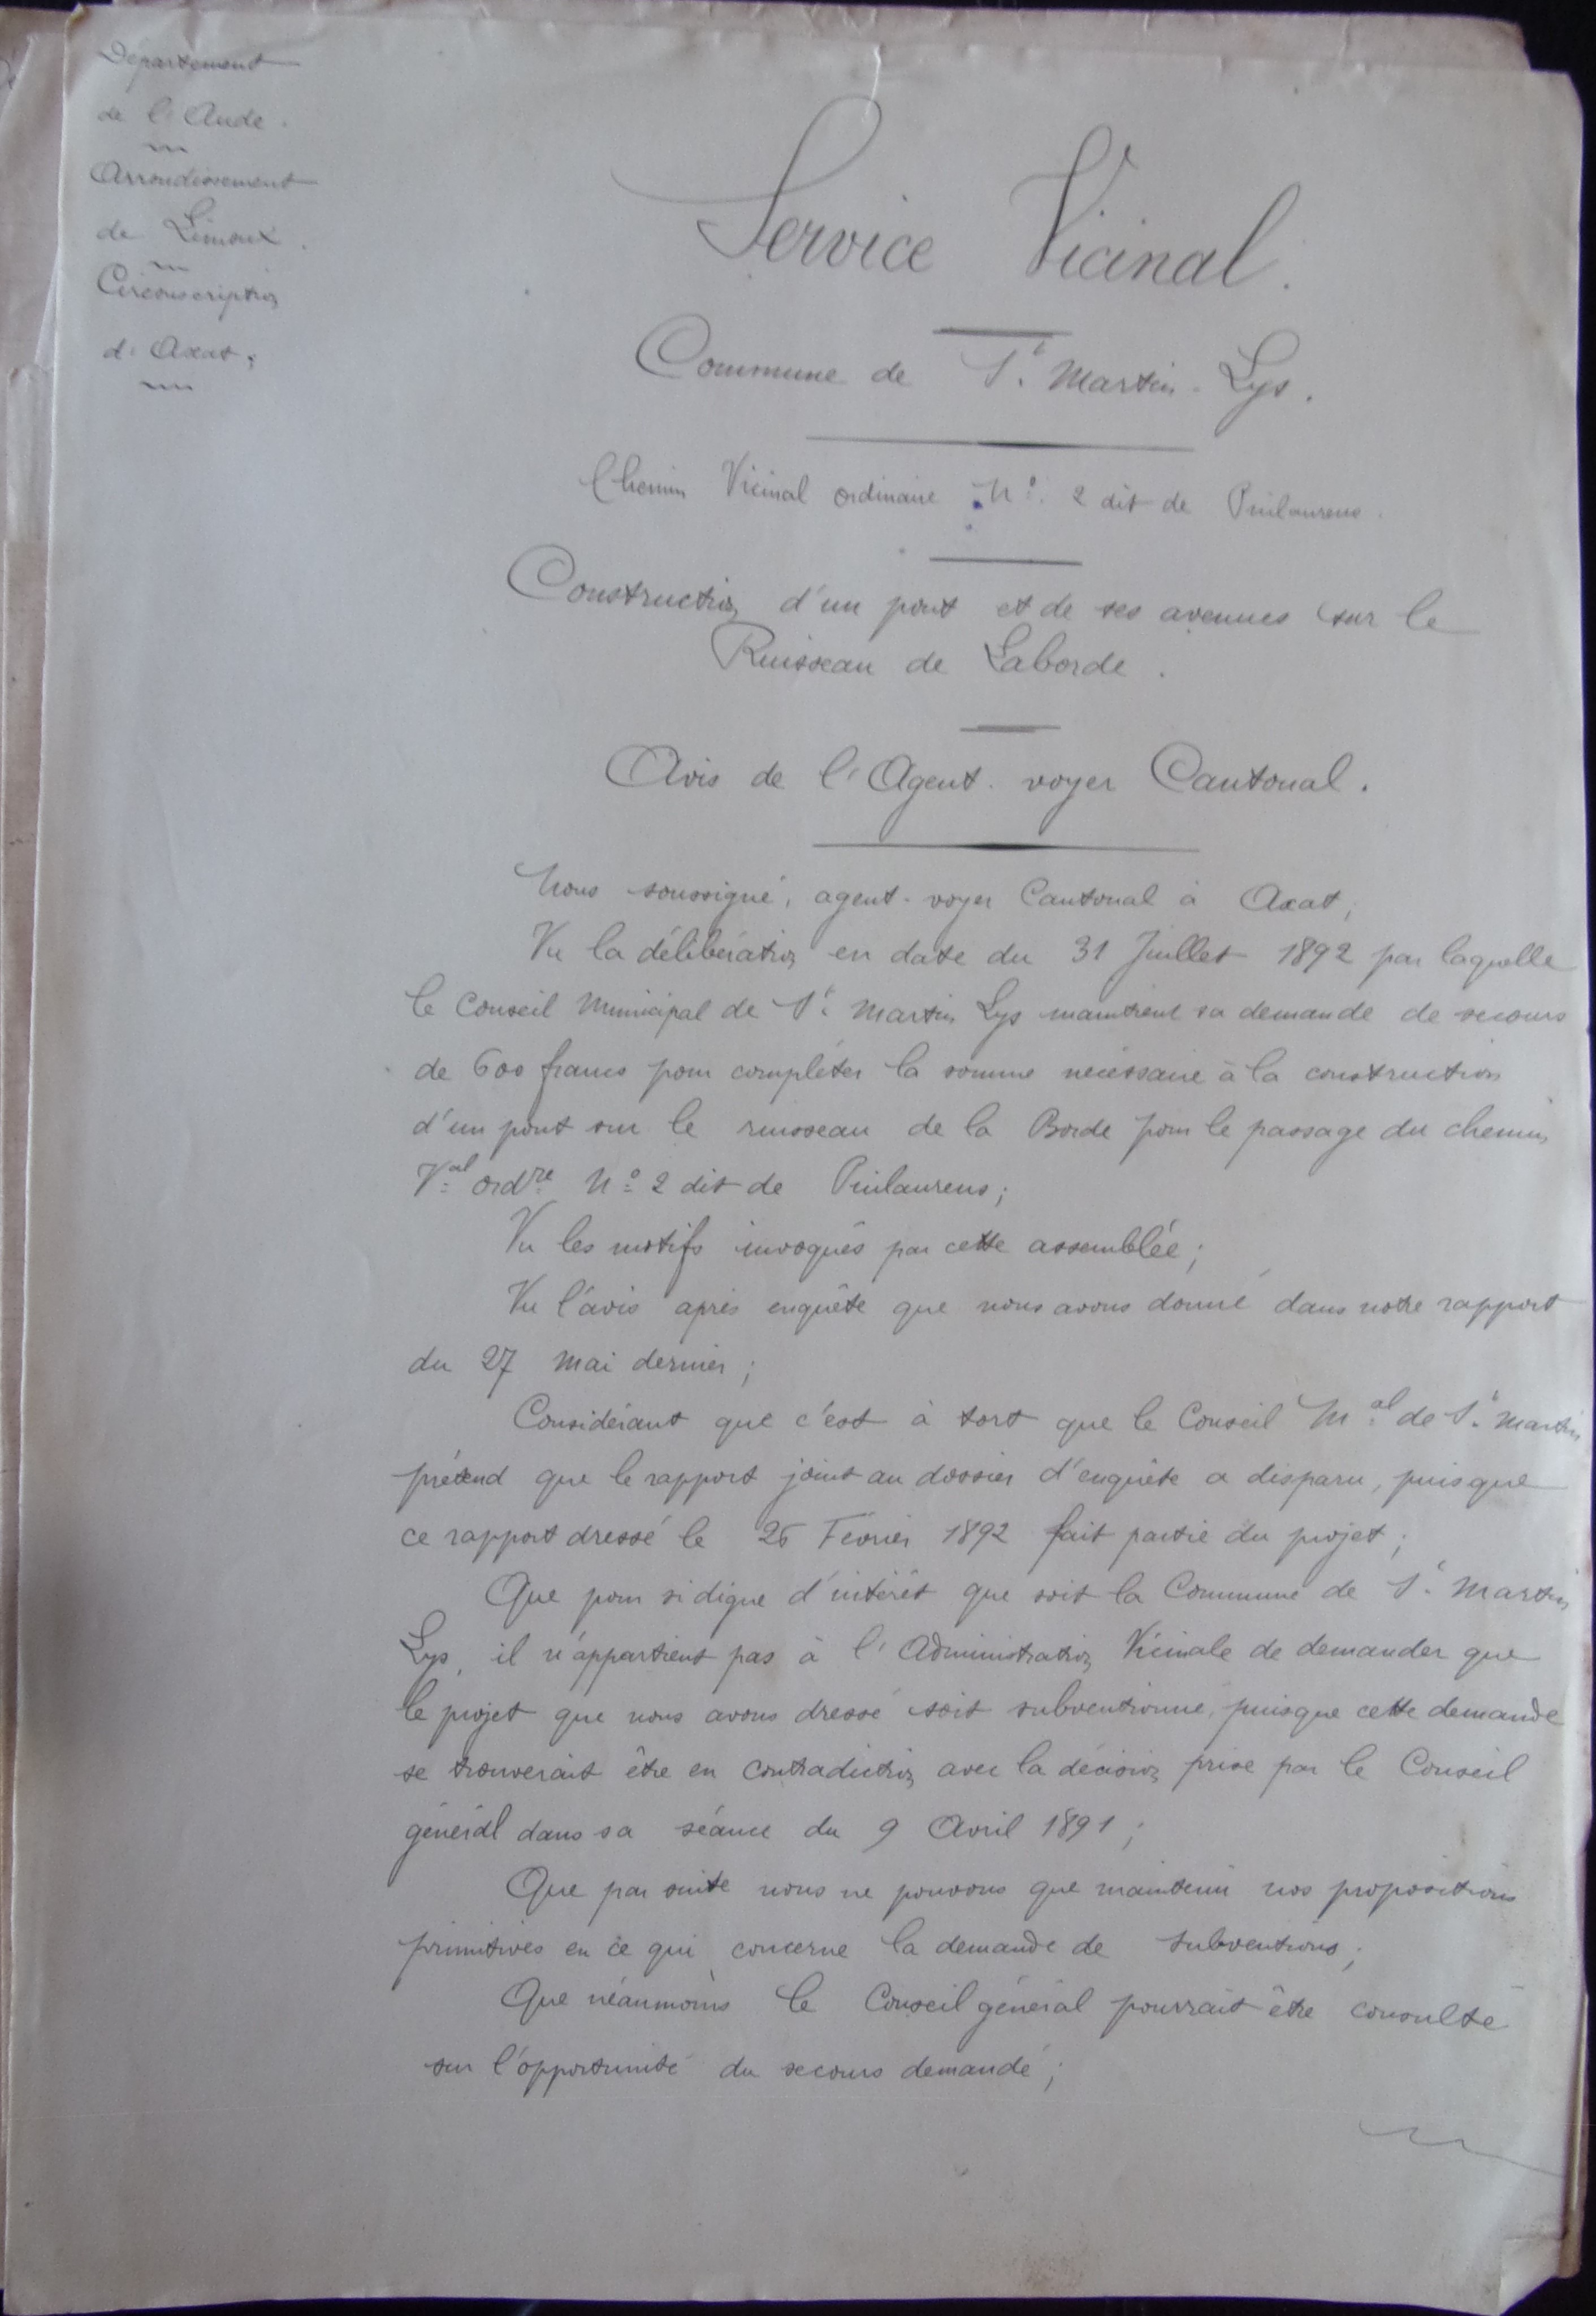 Département
de l'Aude.
Arrondissement
de Limoux.
Circonscription
d'Axat.
Service Vicinal.
Commune de St. Martin-Lys.
Chemin Vicinal ordinaire No. 2 dit de Puilaurens.
Construction d'un pont et de ses avenues sur le
Ruisseau de Laborde.
Avis de l'Agent-voyer Cantonal.
Nous soussigné, agent-voyer Cantonal à Axat,
Vu la délibération en date du 31 Juillet 1892 par laquelle
le Conseil Municipal de St. Martin Lys maintient sa demande de secours
de 600 francs pour compléter la somme nécessaire à la construction
d'un pont sur le ruisseau de la Borde pour le passage du chemin
Val ordre No 2 dit de Puilaurens;
Vu les motifs invoqués par cette assemblée;
Vu l'avis après enquête que nous avons donné dans notre rapport
du 27 Mai dernier;
Considérant que c'est à tort que le Conseil Mal de St. Martin
prétend que le rapport joint au dossier d'enquête a disparu, puisque
ce rapport dressé le 26 Février 1892 fait partie du projet;
Que pour si digne d'intérêt que soit la Commune de St. Martin
Lys, il n'appartient pas à l'Administration Vicinale de demander que
le projet que nous avons dressé soit subventionné, puisque cette demande
se trouverait être en contradiction avec la décision prise par le Conseil
général dans sa séance du 9 Avril 1891;
Que par suite nous ne pouvons que maintenir nos propositions
primitives en ce qui concerne la demande de subventions;
Que néanmoins le Conseil général pourrait être consulté
sur l'opportunité du secours demandé;